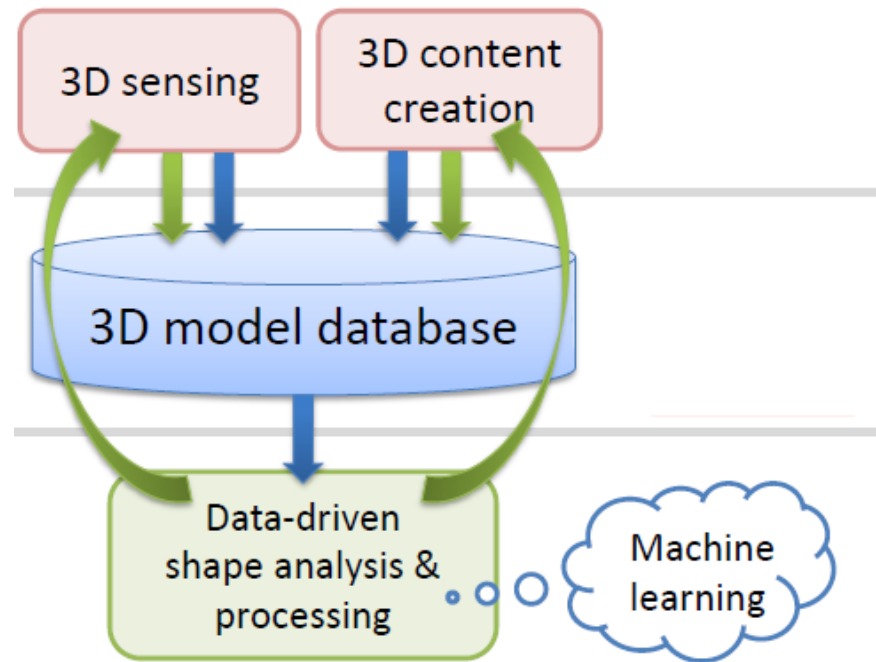 3D sensing
3D content
creation
3D model database
Data-driven
shape analysis &
processing
Machine
learning